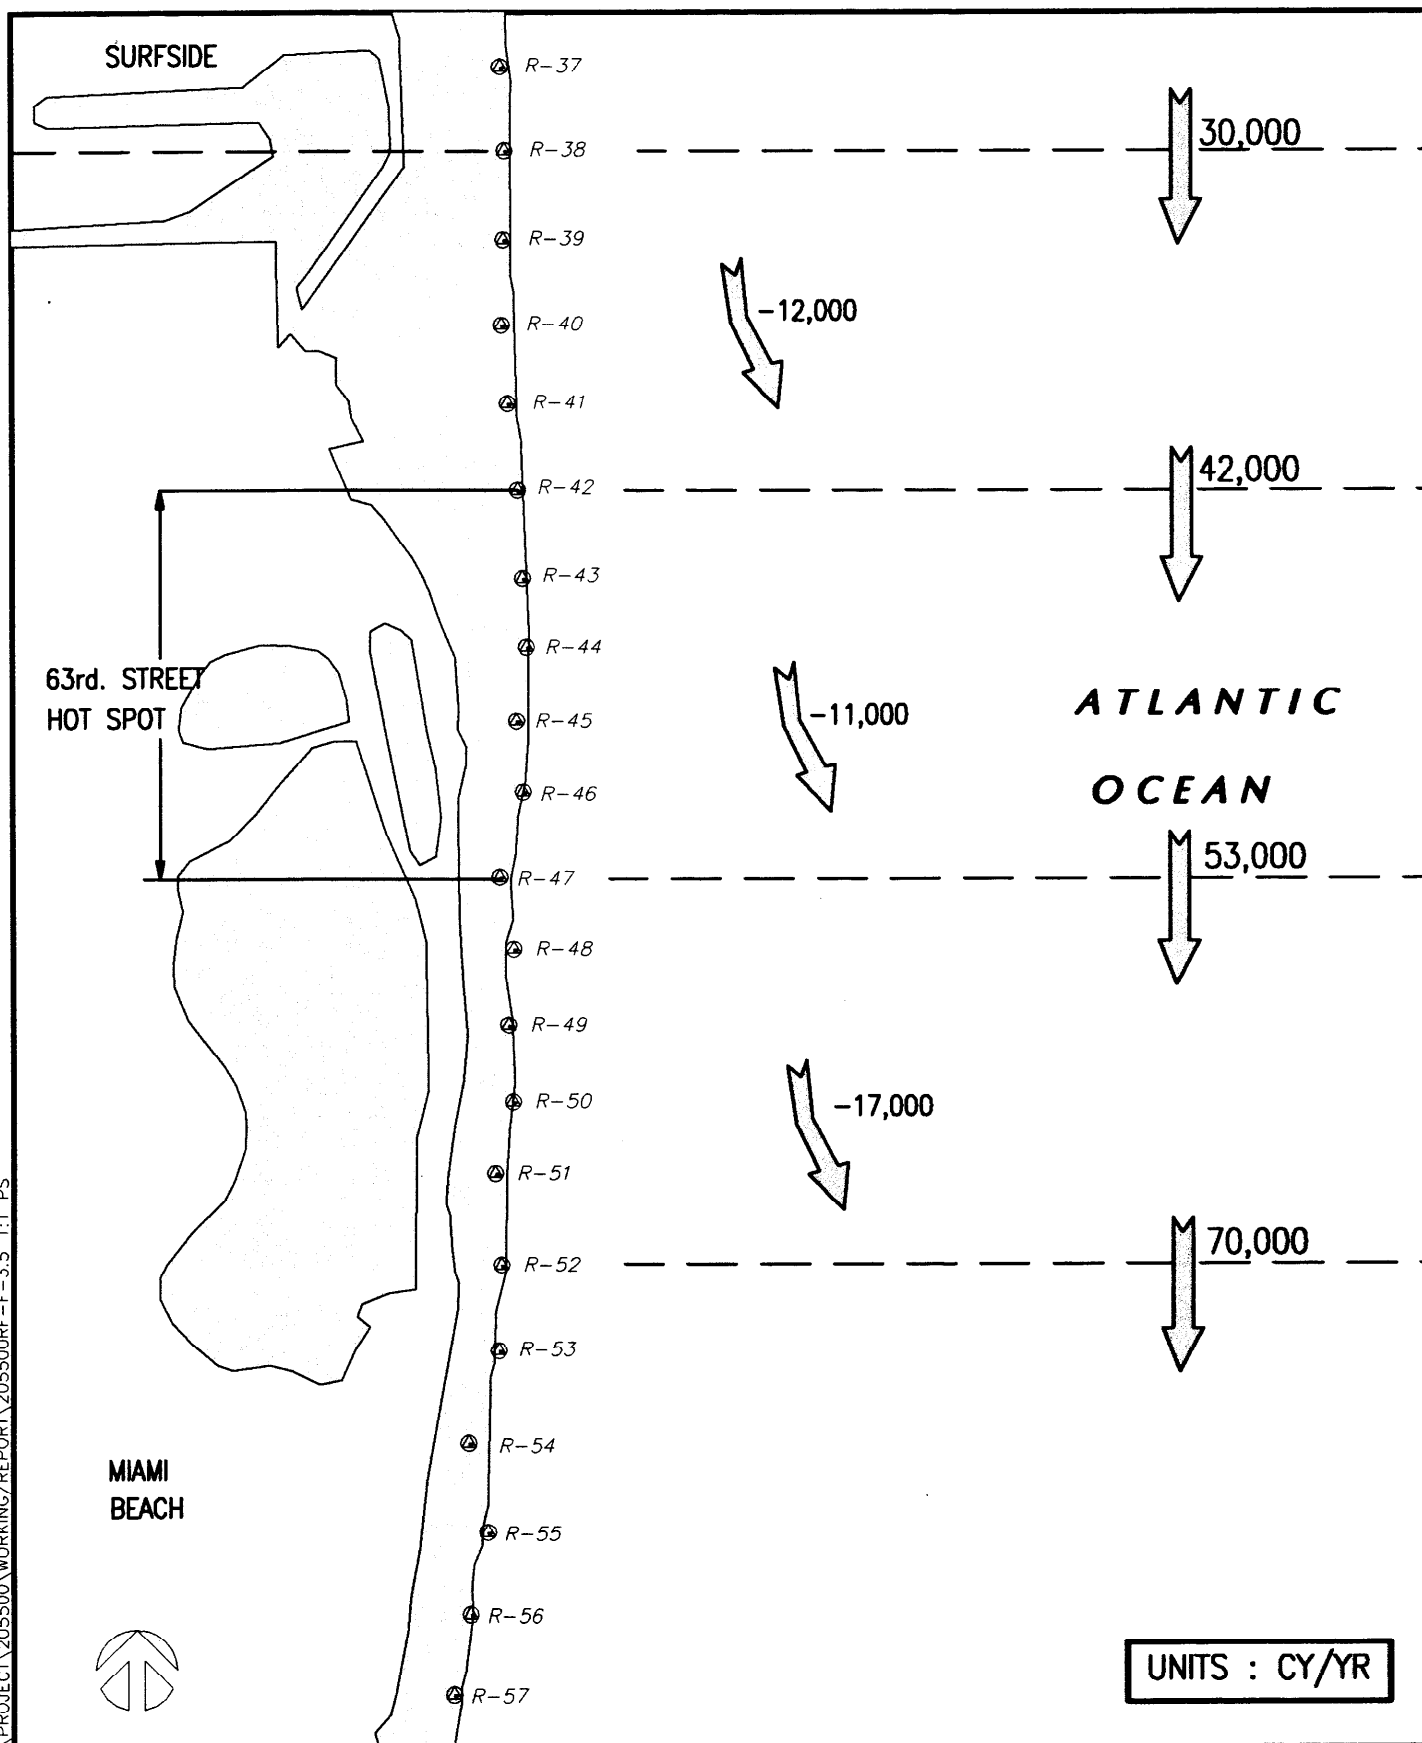 SURFSIDE
R-37
30,000
R-38
R-39
-12,000
R-40
R-41
42,000
R-42
R-43
R-44
63rd. STREET
HOT SPOT
R-45
-11,000
ATLANTIC
OCEAN
R-46
53,000
R-47
R-48
R-49
R-50
-17,000
R-51
70,000
R-52
R-53
R-54
MIAMI
BEACH
R-55
R-56
R-57
UNITS : CY/YR